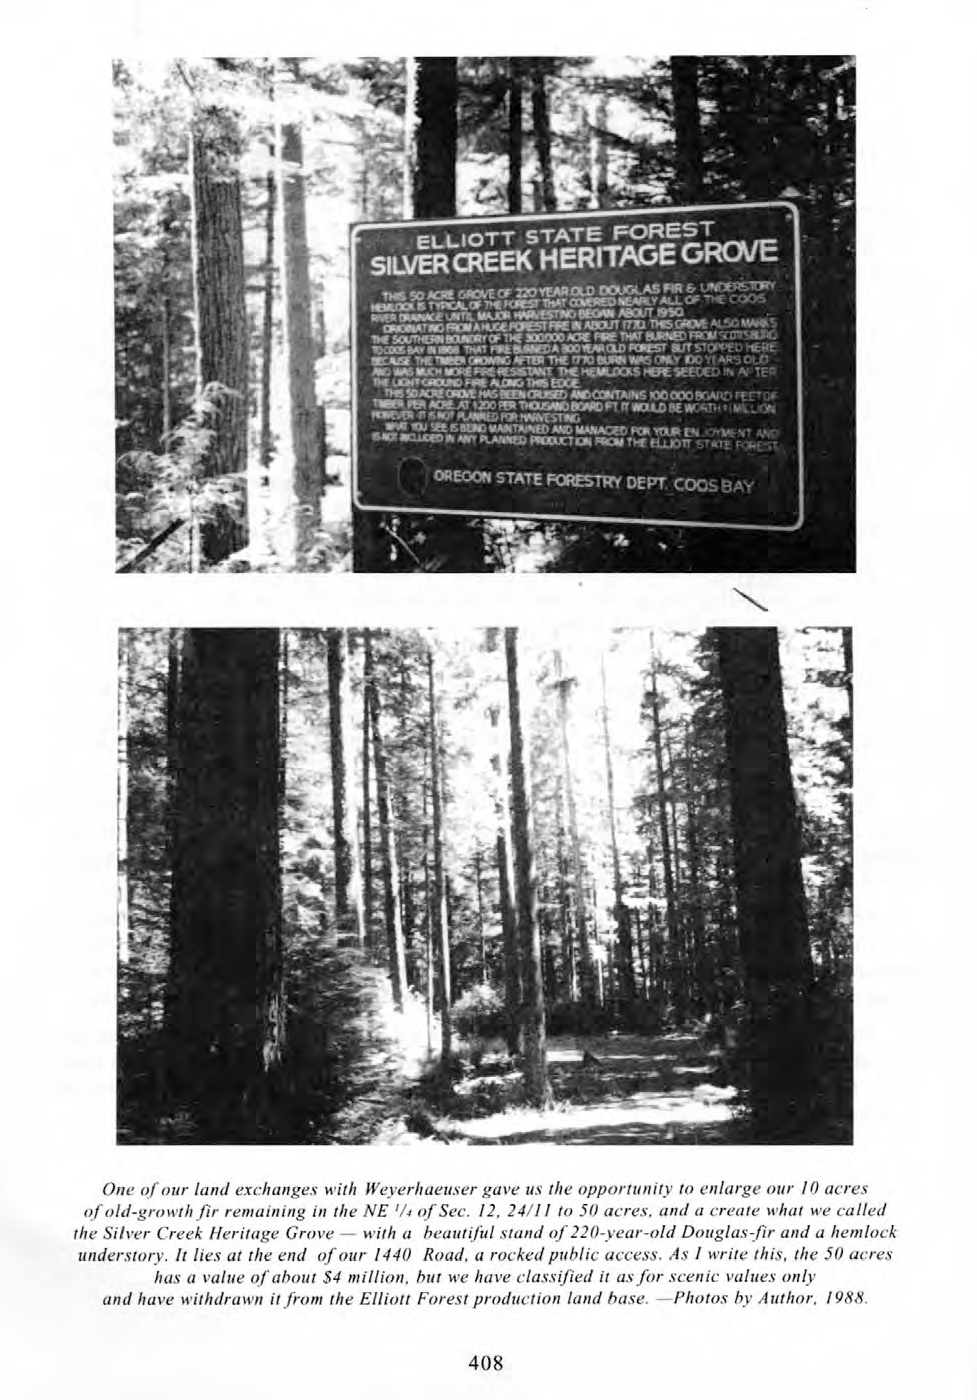 ELLIOTT STATE FOREST
SILVER CREEK HERITAGE GROVE
THIS 50 ACRE GROVE OF 220 YEAR OLD DOUGLAS FIR & UNDERSTORY
HEMLOCK IS TYPICAL OF THE FOREST THAT COVERED NEARLY ALL OF THE COOS
RIVER DRAINAGE UNTIL MAJOR HARVESTING BEGAN ABOUT 1950.
ORIGINATING FROM A HUGE FOREST FIRE IN ABOUT 1770, THIS GROVE ALSO MARKS
THE SOUTHERN BOUNDRY OF THE 300,000 ACRE FIRE THAT BURNED FROM SCOTTSBURG
TO COOS BAY IN 1868. THAT FIRE BURNED A 300 YEAR OLD FOREST BUT STOPPED HERE
BECAUSE THE TIMBER GROWING AFTER THE 1770 BURN WAS ONLY 100 YEARS OLD
AND WAS MUCH MORE FIRE RESISTANT. THE HEMLOCKS HERE SEEDED IN AFTER
THE LIGHT GROUND FIRE ALONG THIS EDGE.
THIS 50 ACRE GROVE HAS BEEN CRUISED AND CONTAINS 100 000 BOARD FEET OF
TIMBER PER ACRE. AT $200 PER THOUSAND BOARD FT. IT WOULD BE WORTH $1 MILLION
HOWEVER IT IS NOT PLANNED FOR HARVESTING
WHAT YOU SEE IS BEING MAINTAINED AND MANAGED FOR YOUR ENJOYMENT AND
IS NOT INCLUDED IN ANY PLANNED PRODUCTION FROM THE ELLIOTT STATE FOREST.
OREGON STATE FORESTRY DEPT. COOS BAY
One of our land exchanges with Weyerhaeuser gave us the opportunity to enlarge our 10 acres
of old-growth fir remaining in the NE 1/4 of Sec. 12, 24/11 to 50 acres, and a create what we called
the Silver Creek Heritage Grove — with a beautiful stand of 220-year-old Douglas-fir and a hemlock
understory. It lies at the end of our 1440 Road, a rocked public access. As I write this, the 50 acres
has a value of about $4 million, but we have classified it as for scenic values only
and have withdrawn it from the Elliott Forest production land base. —Photos by Author, 1988.
408